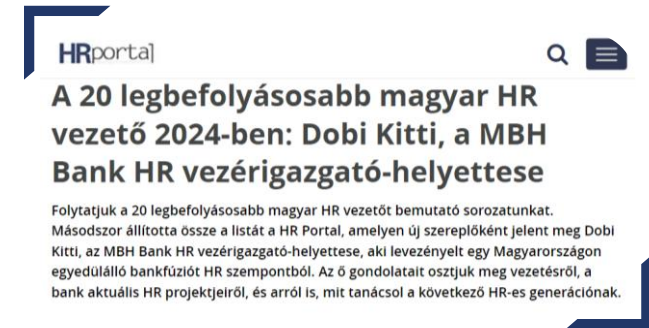 HRportal
A 20 legbefolyásosabb magyar HR
vezető 2024-ben: Dobi Kitti, a MBH
Bank HR vezérigazgató-helyettese
Folytatjuk a 20 legbefolyásosabb magyar HR vezetőt bemutató sorozatunkat.
Másodszor állította össze a listát a HR Portal, amelyen új szereplőként jelent meg Dobi
Kitti, az MBH Bank HR vezérigazgató-helyettese, aki levezényelt egy Magyarországon
egyedülálló bankfúziót HR szempontból. Az ő gondolatait osztjuk meg vezetésről, a
bank aktuális HR projektjeiről, és arról is, mit tanácsol a következő HR-es generációnak.